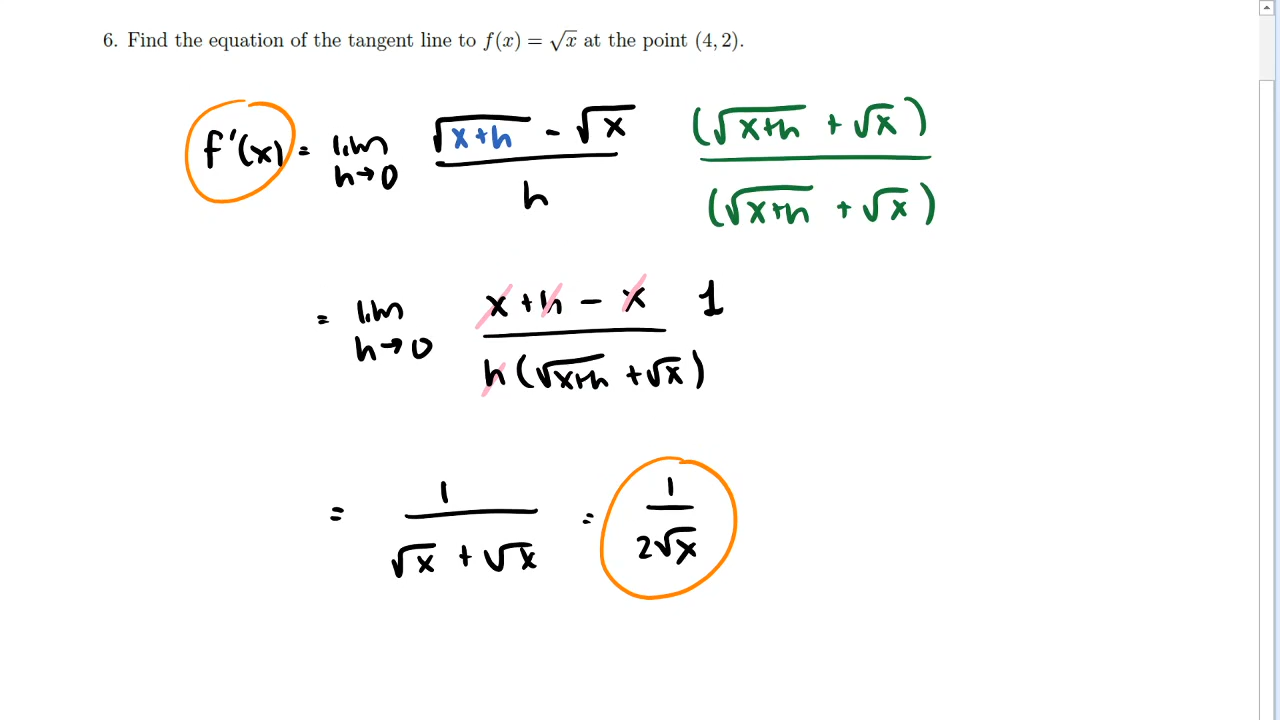 6. Find the equation of the tangent line to f(x) = √x at the point (4, 2).
f'(x) = lim h→0 (√(x+h) - √x)/h (√(x+h) + √x)/(√(x+h) + √x)
= lim h→0 (x + h - x)/(h(√(x+h) + √x)) 1
= 1/(√x + √x) = 1/(2√x)